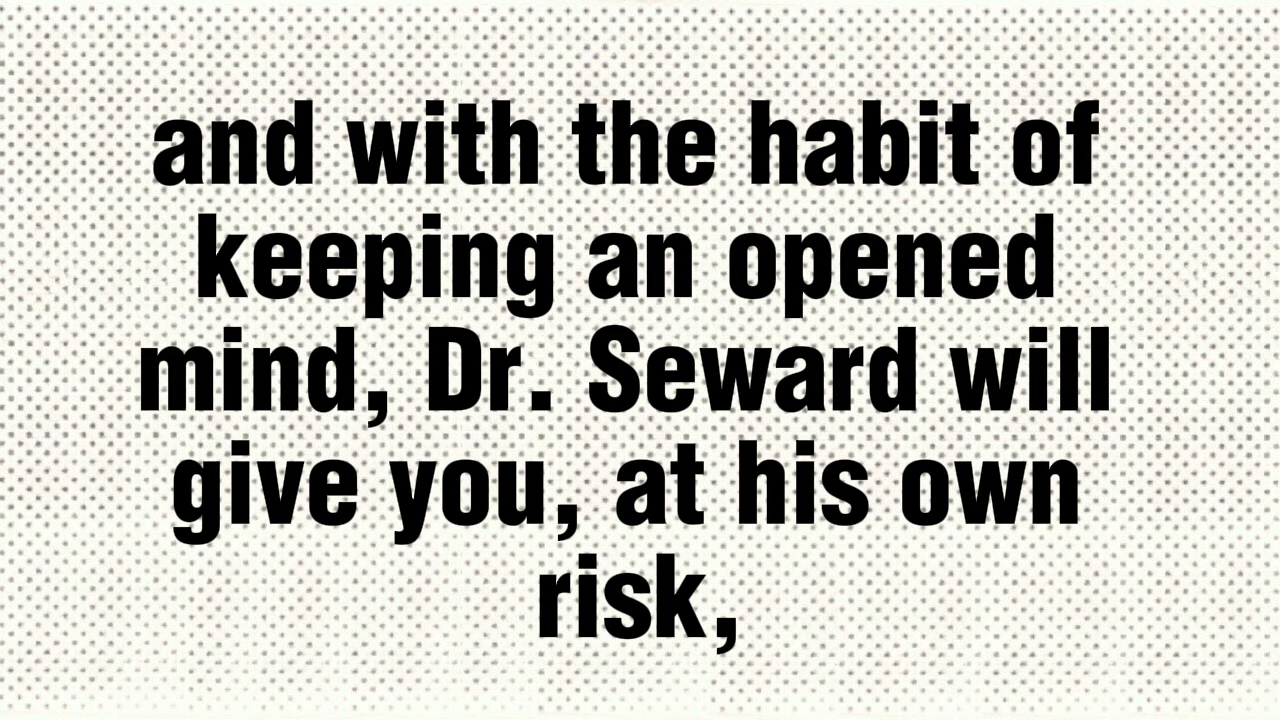 and with the habit of
keeping an opened
mind, Dr. Seward will
give you, at his own
risk,